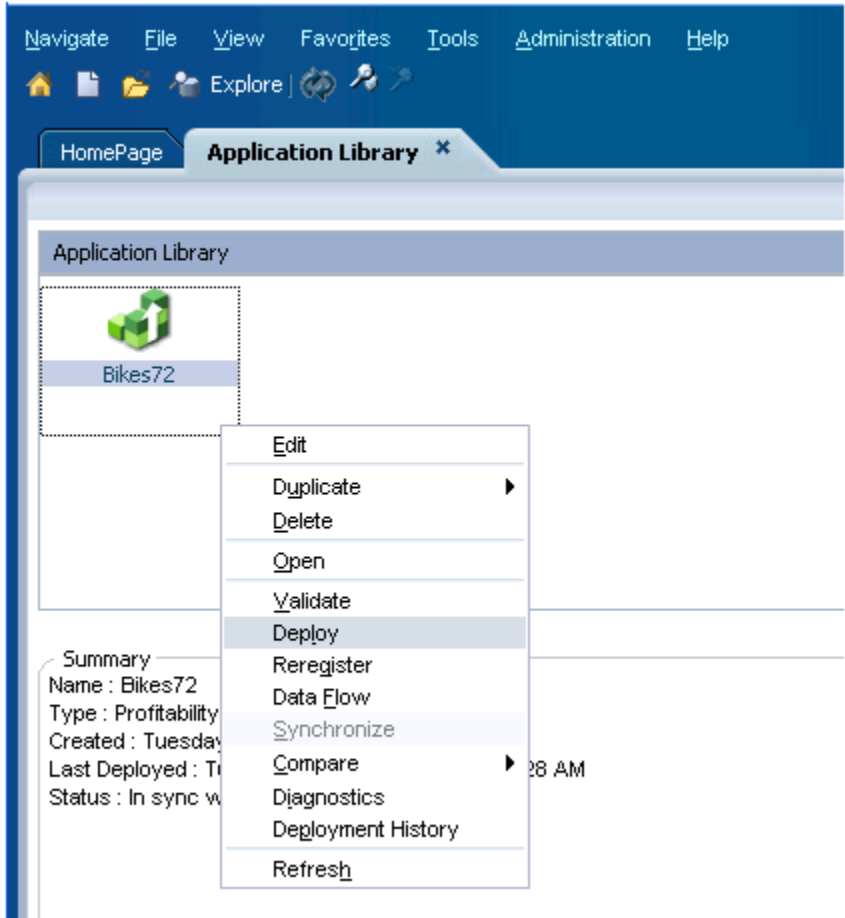 Navigate File View Favorites Tools Administration Help
Explore
HomePage Application Library
Application Library
Bikes72
Edit
Duplicate
Delete
Open
Validate
Deploy
Reregister
Data Flow
Synchronize
Compare
Diagnostics
Deployment History
Refresh
Summary
Name : Bikes72
Type : Profitability
Created : Tuesday
Last Deployed : 28 AM
Status : In sync